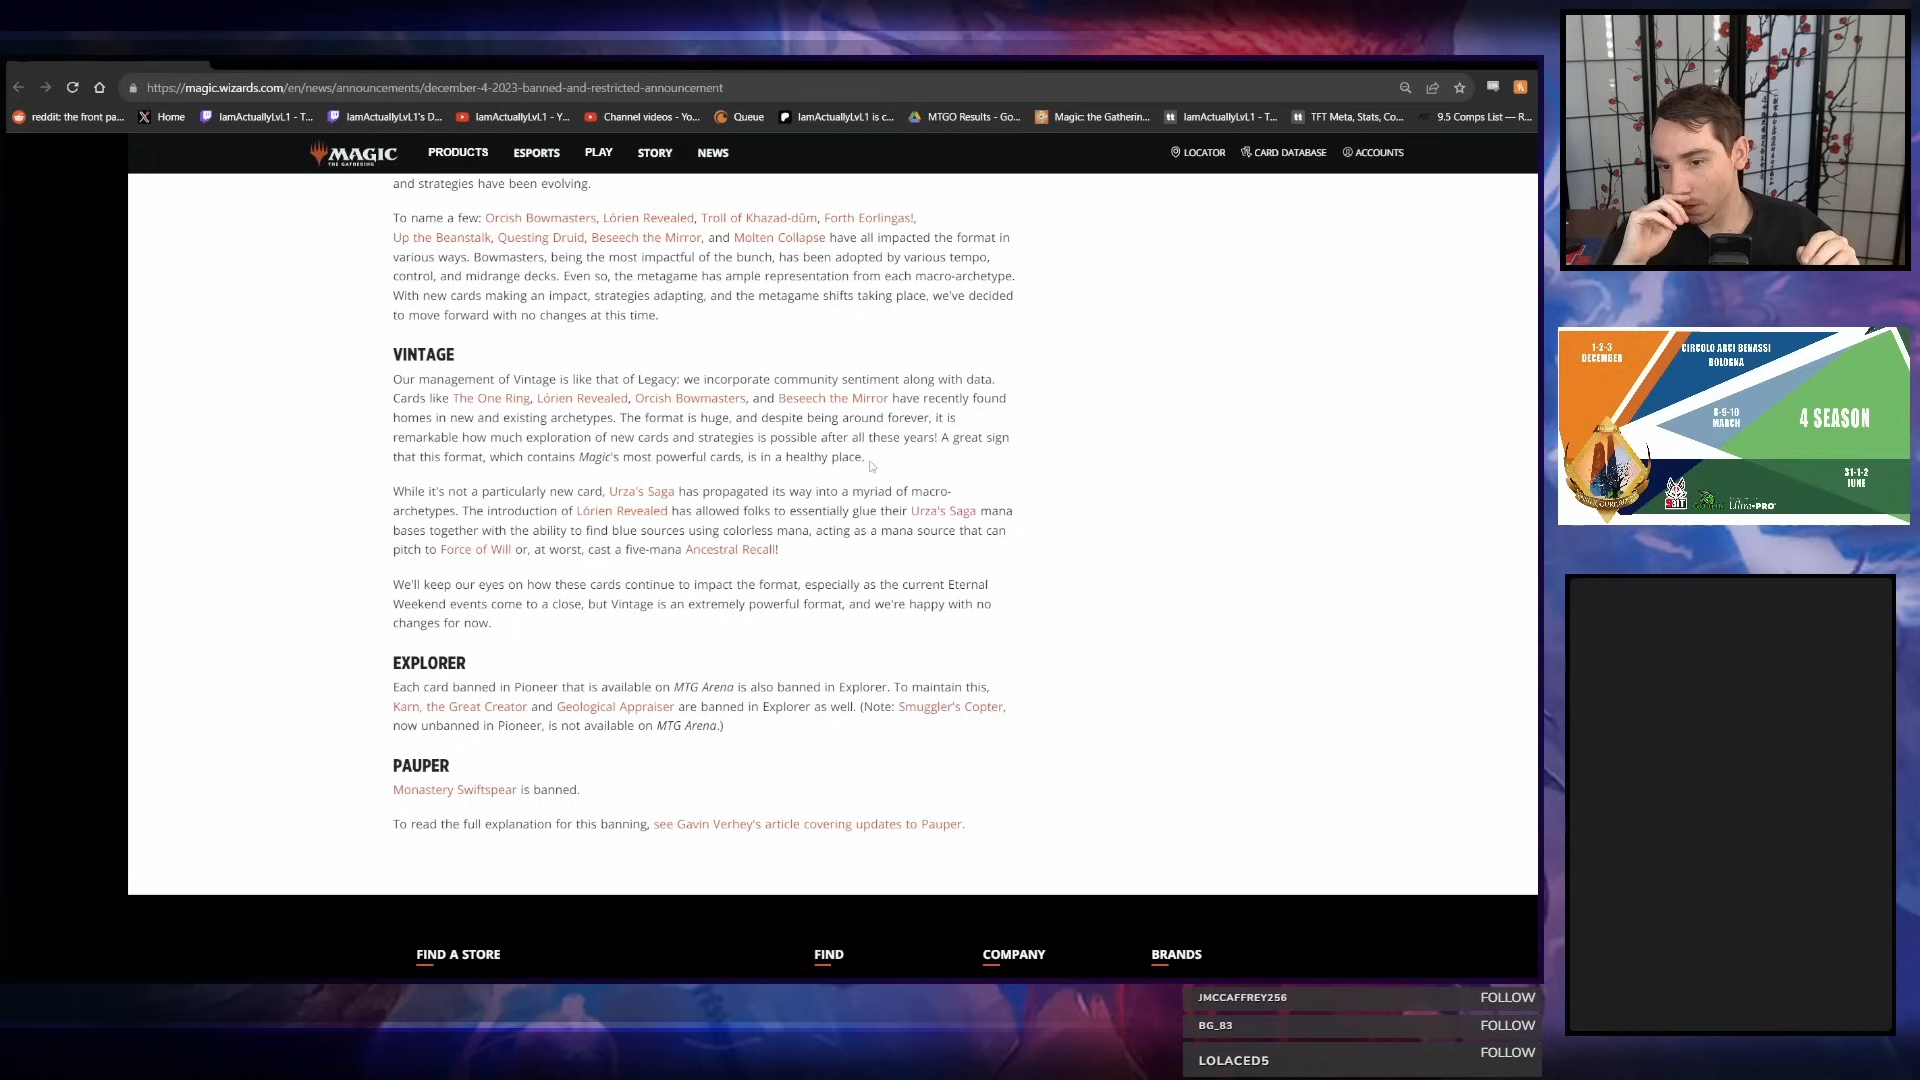 https://magic.wizards.com/en/news/announcements/december-4-2023-banned-and-restricted-announcement
reddit: the front pa... Home IamActuallyLvL1 - T... IamActuallyLvL1's D... IamActuallyLvL1 - Y... Channel videos - Yo... Queue IamActuallyLvL1 is c... MTGO Results - Go... Magic: the Gatherin... IamActuallyLvL1 - T... TFT Meta, Stats, Co... 9.5 Comps List — R...
MAGIC PRODUCTS ESPORTS PLAY STORY NEWS LOCATOR CARD DATABASE ACCOUNTS
and strategies have been evolving.
To name a few: Orcish Bowmasters, Lórien Revealed, Troll of Khazad-dûm, Forth Eorlingas!,
Up the Beanstalk, Questing Druid, Beseech the Mirror, and Molten Collapse have all impacted the format in
various ways. Bowmasters, being the most impactful of the bunch, has been adopted by various tempo,
control, and midrange decks. Even so, the metagame has ample representation from each macro-archetype.
With new cards making an impact, strategies adapting, and the metagame shifts taking place, we've decided
to move forward with no changes at this time.
VINTAGE
Our management of Vintage is like that of Legacy: we incorporate community sentiment along with data.
Cards like The One Ring, Lórien Revealed, Orcish Bowmasters, and Beseech the Mirror have recently found
homes in new and existing archetypes. The format is huge, and despite being around forever, it is
remarkable how much exploration of new cards and strategies is possible after all these years! A great sign
that this format, which contains Magic's most powerful cards, is in a healthy place.
While it's not a particularly new card, Urza's Saga has propagated its way into a myriad of macro-
archetypes. The introduction of Lórien Revealed has allowed folks to essentially glue their Urza's Saga mana
bases together with the ability to find blue sources using colorless mana, acting as a mana source that can
pitch to Force of Will or, at worst, cast a five-mana Ancestral Recall!
We'll keep our eyes on how these cards continue to impact the format, especially as the current Eternal
Weekend events come to a close, but Vintage is an extremely powerful format, and we're happy with no
changes for now.
EXPLORER
Each card banned in Pioneer that is available on MTG Arena is also banned in Explorer. To maintain this,
Karn, the Great Creator and Geological Appraiser are banned in Explorer as well. (Note: Smuggler's Copter,
now unbanned in Pioneer, is not available on MTG Arena.)
PAUPER
Monastery Swiftspear is banned.
To read the full explanation for this banning, see Gavin Verhey's article covering updates to Pauper.
FIND A STORE FIND COMPANY BRANDS
1-2-3
DECEMBER
CIRCOLO ARCI BENASSI
BOLOGNA
8-9-10
MARCH
4 SEASON
31-1-2
JUNE
Ultra-PRO
JMCCAFFREY256 FOLLOW
BG_83 FOLLOW
LOLACED5 FOLLOW